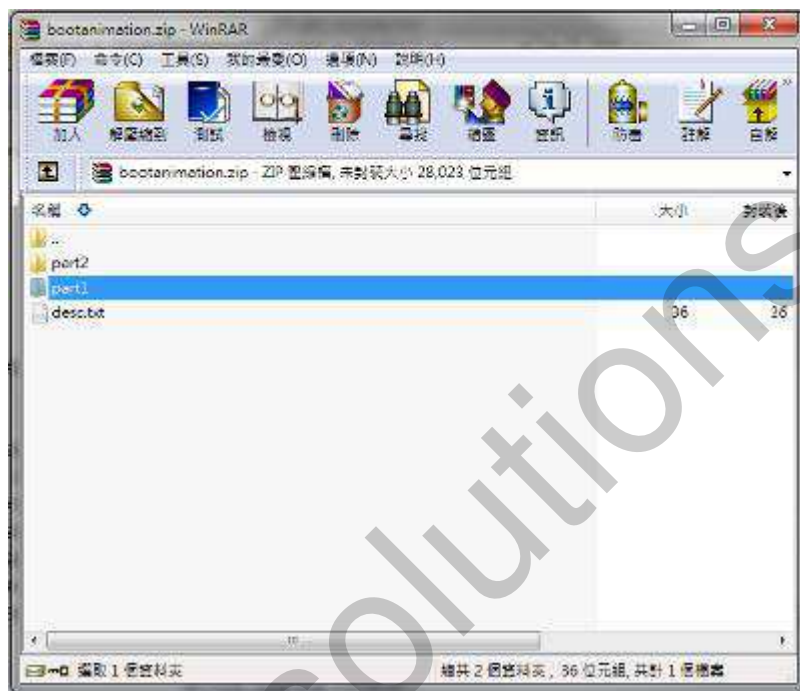 bootanimation.zip - WinRAR
檔案(F) 命令(C) 工具(S) 我的最愛(O) 選項(N) 說明(H)
加入 解壓縮到 測試 檢視 刪除 尋找 精靈 資訊 防毒 註解 自解
bootanimation.zip - ZIP 壓縮檔, 未封裝大小 28,023 位元組
名稱 大小 封裝後
..
part2
part1
desc.txt 36 36
選取 1 個資料夾 總共 2 個資料夾, 36 位元組, 共計 1 個檔案
solutions